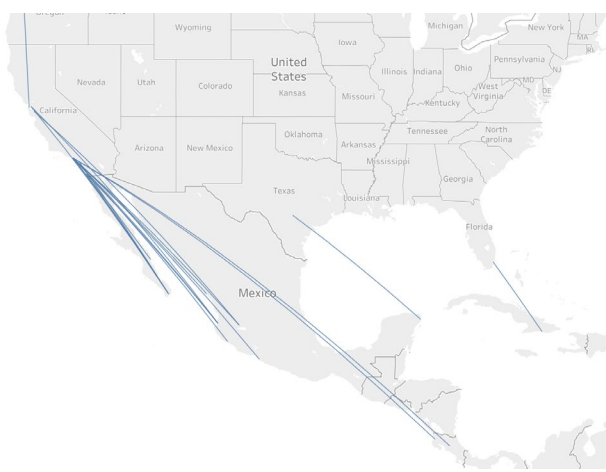 Oregon
Michigan
New York
Wyoming
Iowa
MA
RI
Nevada
Utah
Colorado
United
States
Kansas
Missouri
Illinois
Indiana
Ohio
Pennsylvania
NJ
MD
DE
West
Virginia
Kentucky
California
Arizona
New Mexico
Oklahoma
Arkansas
Tennessee
North
Carolina
Mississippi
Georgia
Texas
Louisiana
Florida
Mexico